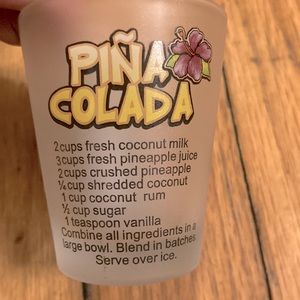 PIÑA
COLADA
2 cups fresh coconut milk
3 cups fresh pineapple juice
2 cups crushed pineapple
¼ cup shredded coconut
1 cup coconut rum
½ cup sugar
1 teaspoon vanilla
Combine all ingredients in a
large bowl. Blend in batches
Serve over ice.